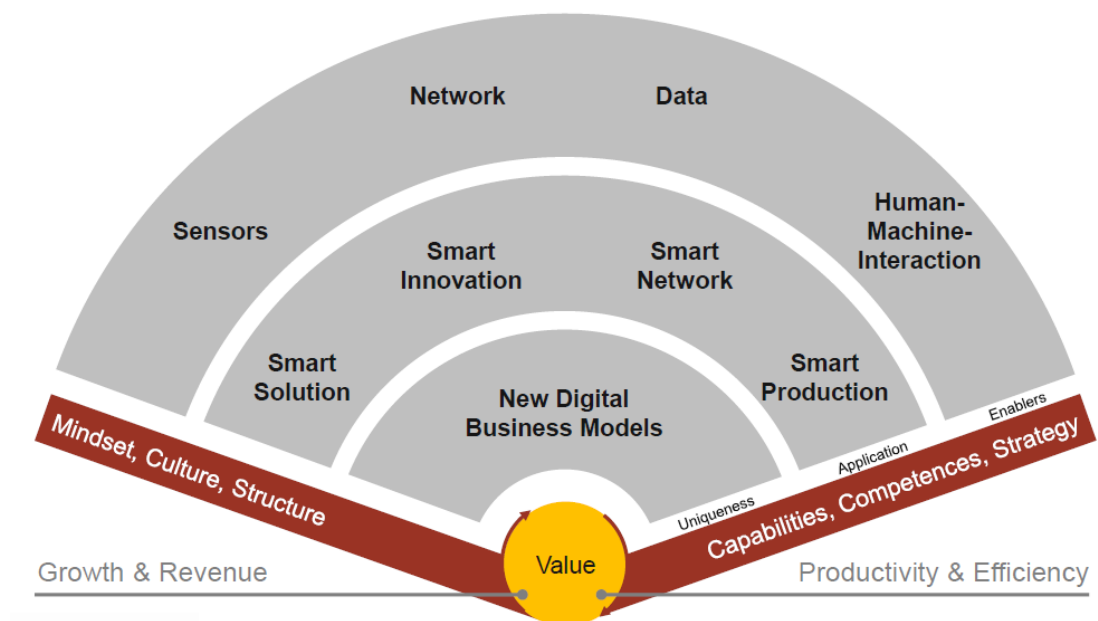 Network
Data
Sensors
Human-
Machine-
Interaction
Smart
Innovation
Smart
Network
Smart
Solution
Smart
Production
New Digital
Business Models
Enablers
Application
Uniqueness
Mindset, Culture, Structure
Capabilities, Competences, Strategy
Value
Growth & Revenue
Productivity & Efficiency